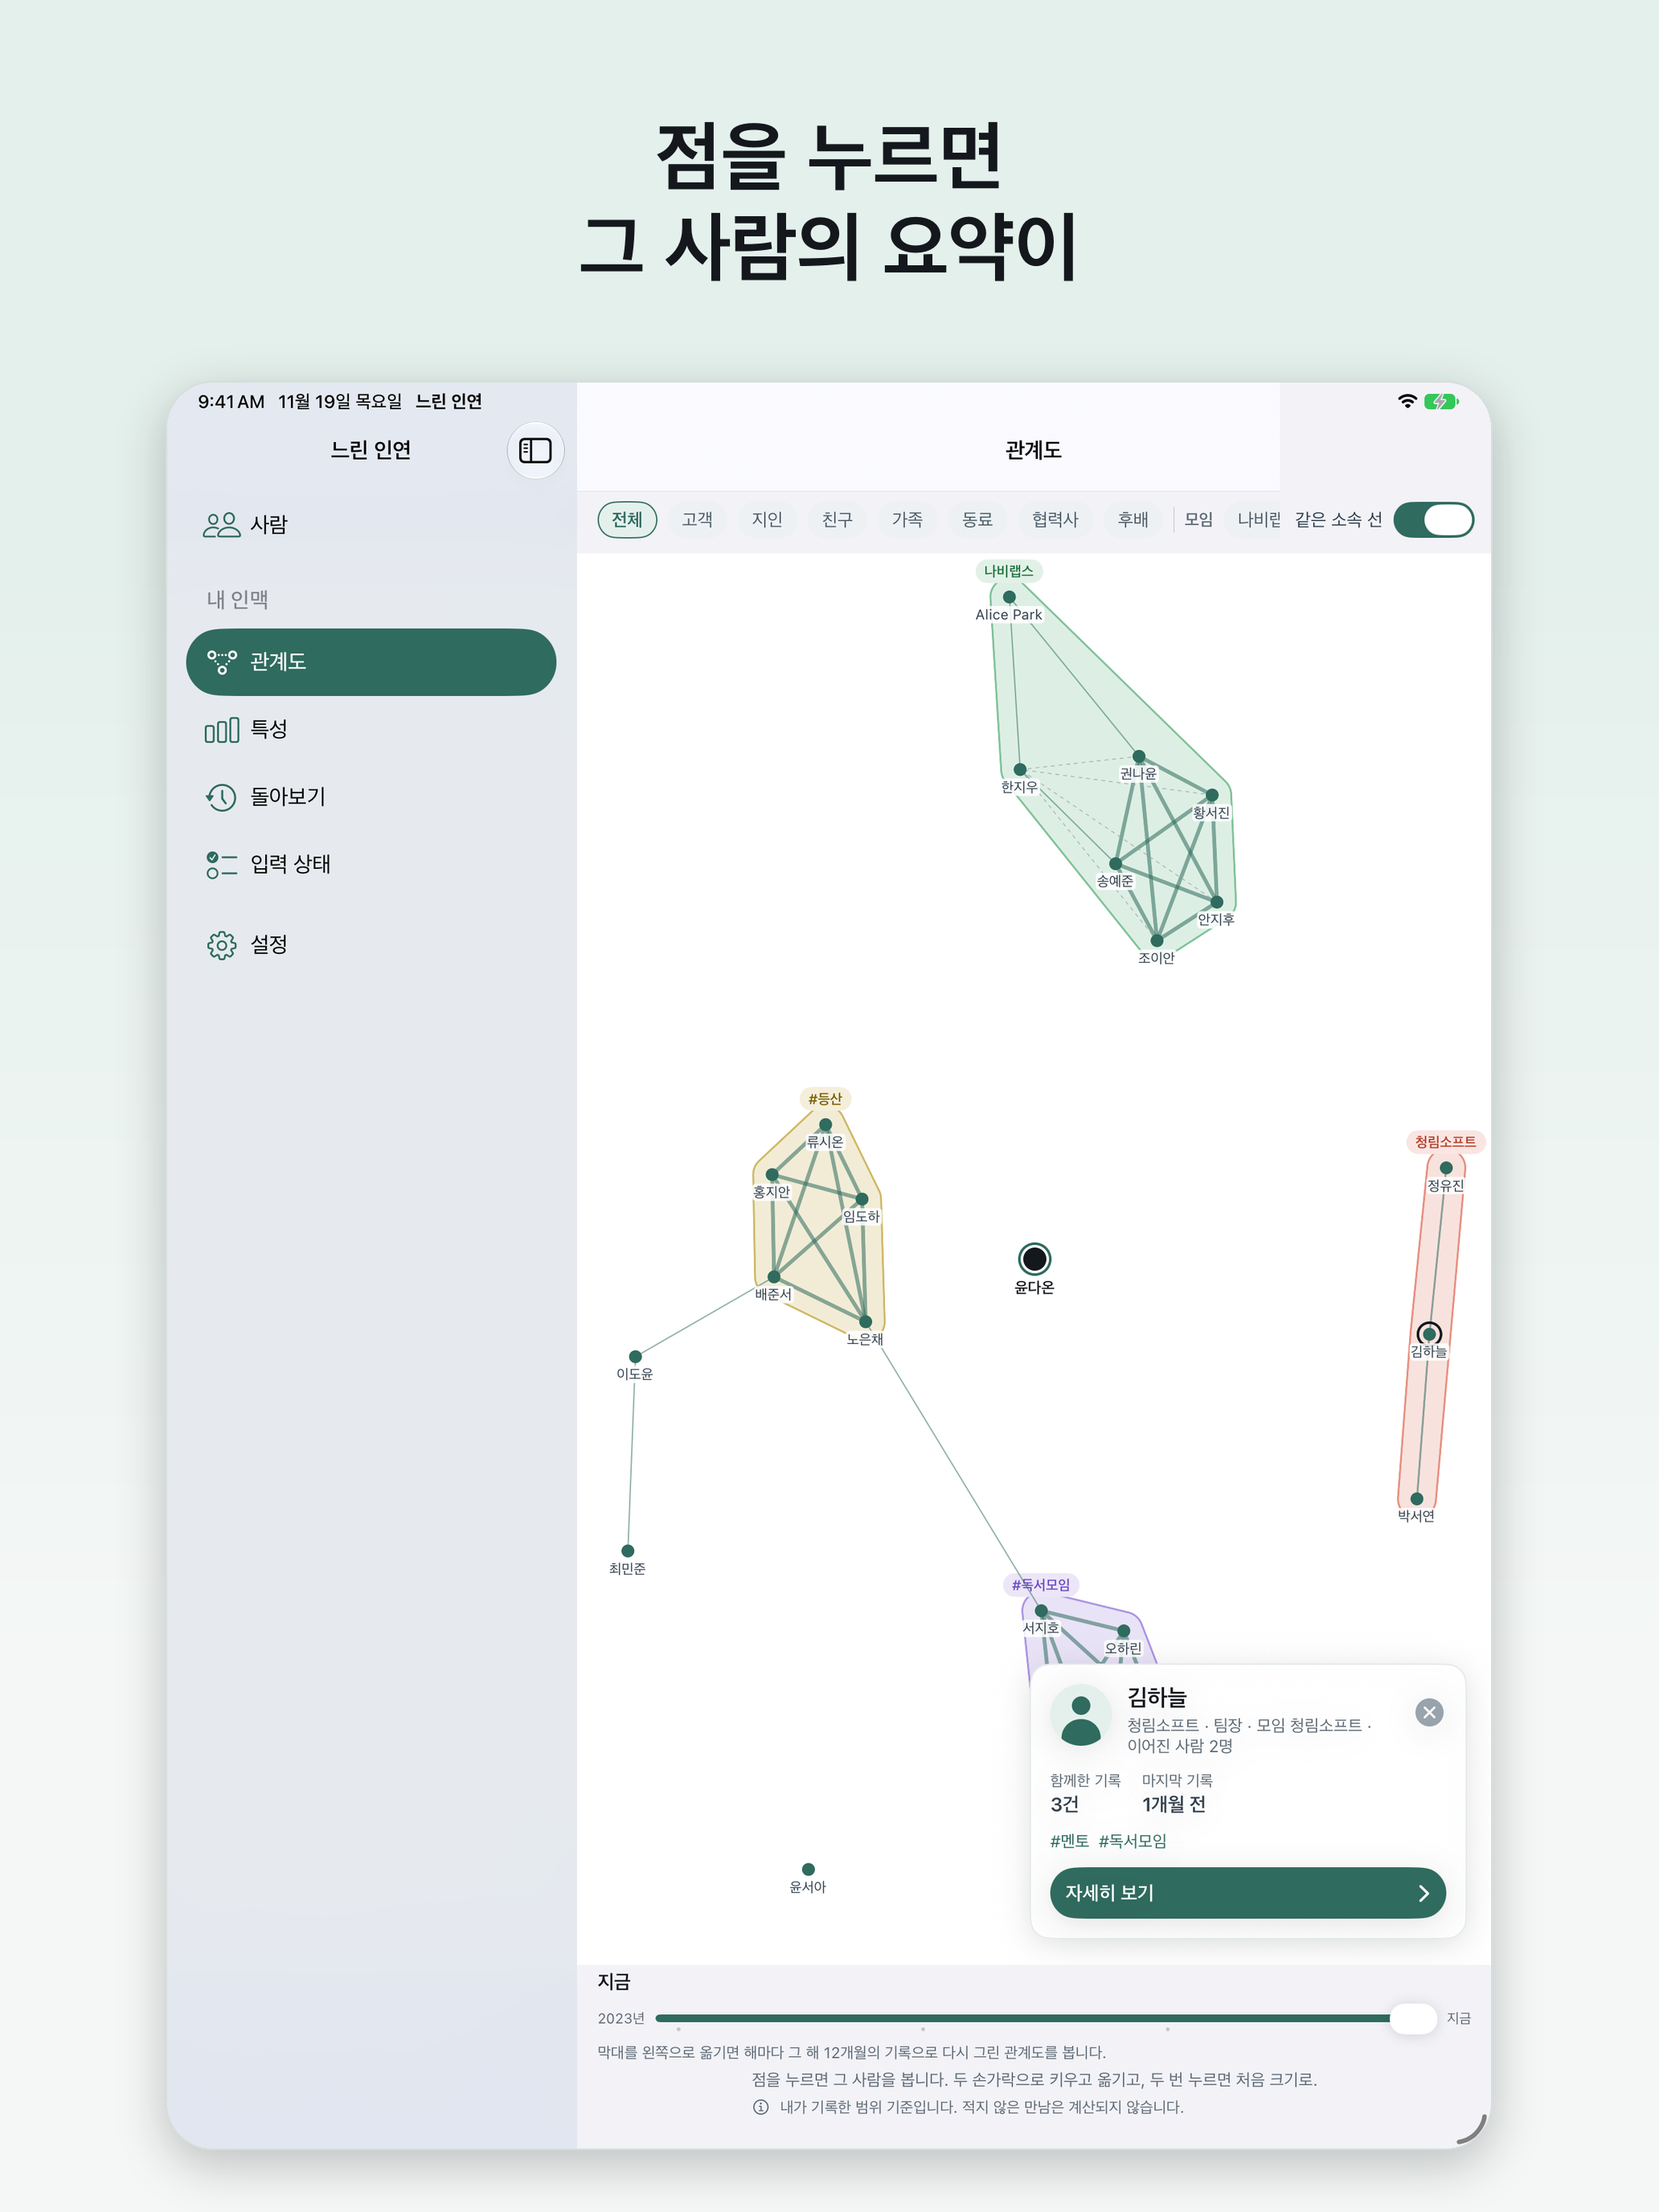 점을 누르면
그 사람의 요약이
9:41 AM 11월 19일 목요일 느린 인연
느린 인연
관계도
사람
내 인맥
관계도
특성
돌아보기
입력 상태
설정
전체 고객 지인 친구 가족 동료 협력사 후배 모임 같은 소속 선
나비랩스
Alice Park
한지우
권나윤
황서진
송예준
안지후
조이안
#등산
류시온
홍지안
임도하
배준서
노은채
이도윤
최민준
윤다온
청림소프트
정유진
김하늘
박서연
#독서모임
서지호
오하린
윤서아
김하늘
청림소프트 · 팀장 · 모임 청림소프트 ·
이어진 사람 2명
함께한 기록 마지막 기록
3건 1개월 전
#멘토 #독서모임
자세히 보기
지금
2023년 지금
막대를 왼쪽으로 옮기면 해마다 그 해 12개월의 기록으로 다시 그린 관계도를 봅니다.
점을 누르면 그 사람을 봅니다. 두 손가락으로 키우고 옮기고, 두 번 누르면 처음 크기로.
내가 기록한 범위 기준입니다. 적지 않은 만남은 계산되지 않습니다.